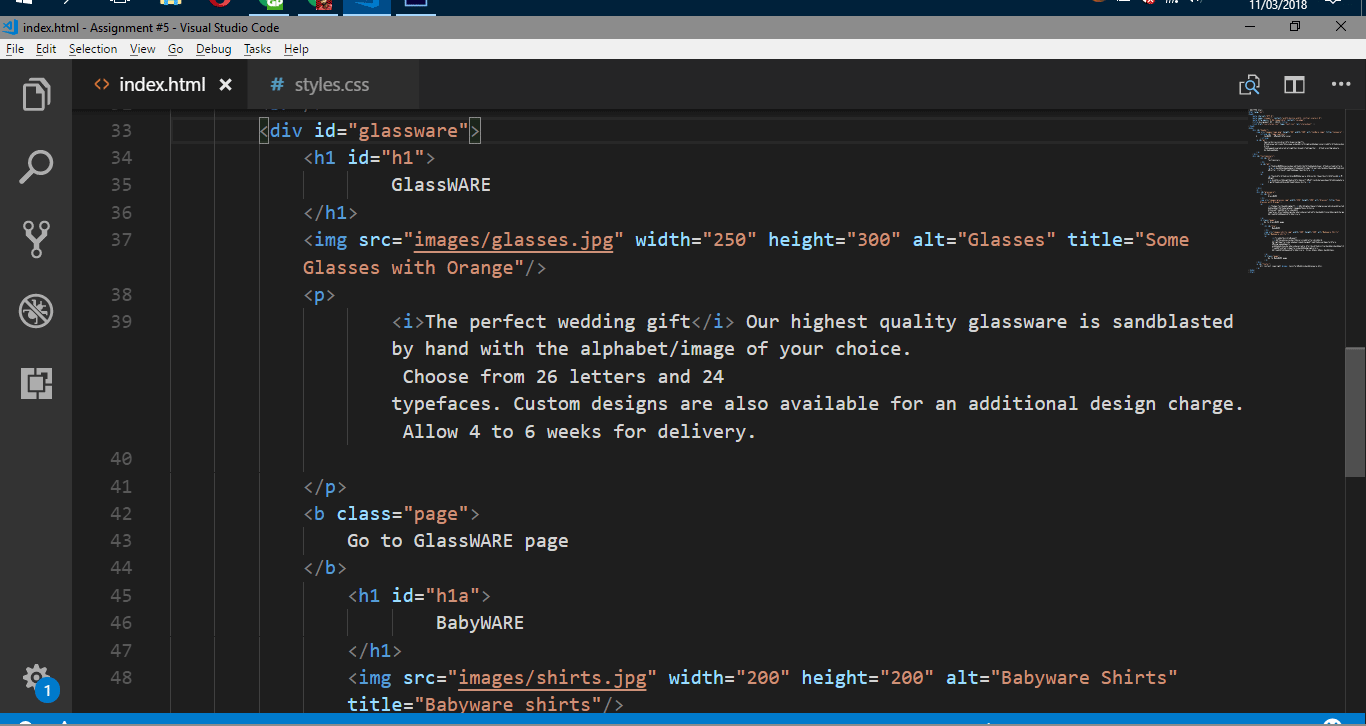 11/03/2018
index.html - Assignment #5 - Visual Studio Code
File Edit Selection View Go Debug Tasks Help
<> index.html × # styles.css
33 <div id="glassware">
34 <h1 id="h1">
35 GlassWARE
36 </h1>
37 <img src="images/glasses.jpg" width="250" height="300" alt="Glasses" title="Some
Glasses with Orange"/>
38 <p>
39 <i>The perfect wedding gift</i> Our highest quality glassware is sandblasted
by hand with the alphabet/image of your choice.
Choose from 26 letters and 24
typefaces. Custom designs are also available for an additional design charge.
Allow 4 to 6 weeks for delivery.
40
41 </p>
42 <b class="page">
43 Go to GlassWARE page
44 </b>
45 <h1 id="h1a">
46 BabyWARE
47 </h1>
48 <img src="images/shirts.jpg" width="200" height="200" alt="Babyware Shirts"
title="Babyware shirts"/>
1